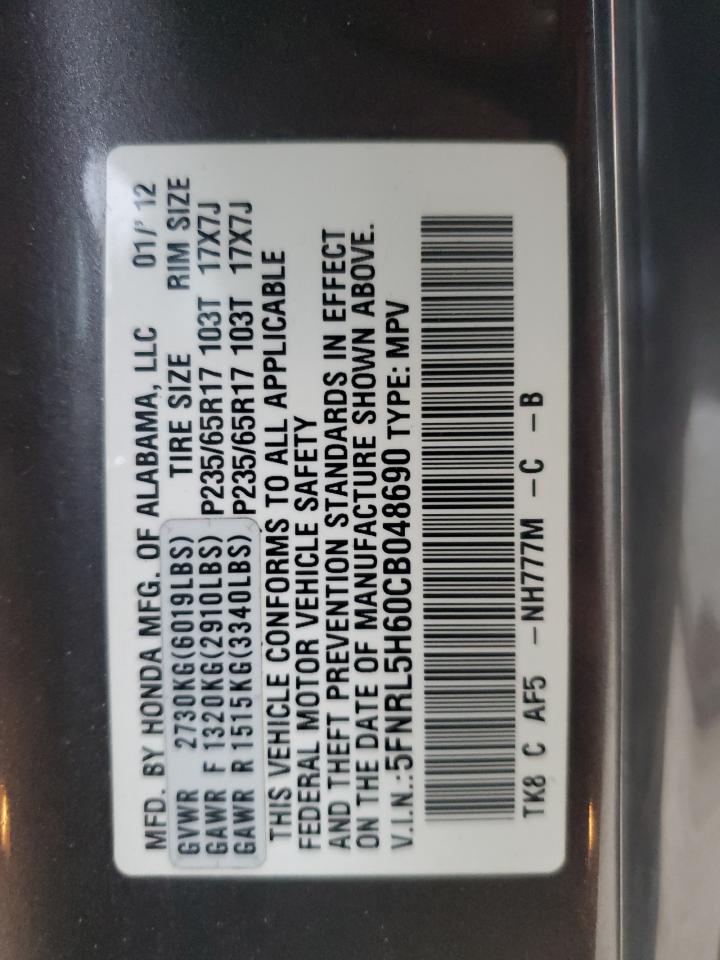 MFD. BY HONDA MFG. OF ALABAMA, LLC 01/'12
GVWR 2730KG(6019LBS) TIRE SIZE RIM SIZE
GAWR F 1320KG(2910LBS) P235/65R17 103T 17X7J
GAWR R 1515KG(3340LBS) P235/65R17 103T 17X7J
THIS VEHICLE CONFORMS TO ALL APPLICABLE
FEDERAL MOTOR VEHICLE SAFETY
AND THEFT PREVENTION STANDARDS IN EFFECT
ON THE DATE OF MANUFACTURE SHOWN ABOVE.
V.I.N.:5FNRL5H60CB048690 TYPE: MPV
TK8 C AF5 -NH777M -C -B